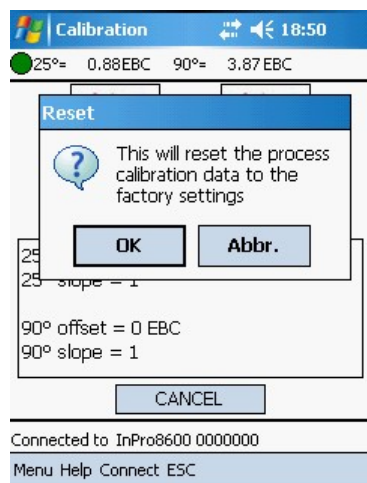 Calibration 18:50
25°= 0.88EBC 90°= 3.87 EBC
Reset
This will reset the process
calibration data to the
factory settings
OK Abbr.
25° slope = 1
90° offset = 0 EBC
90° slope = 1
CANCEL
Connected to InPro8600 0000000
Menu Help Connect ESC